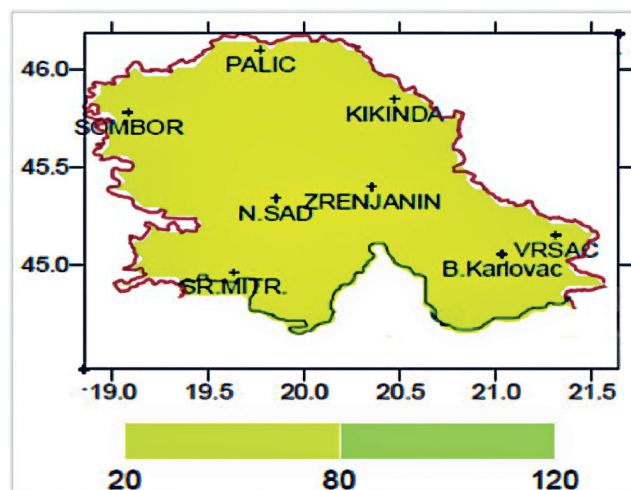 46.0
PALIC
KIKINDA
SOMBOR
45.5
ZRENJANIN
N.SAD
VRSAC
45.0
B.Karlovac
SR.MITR.
19.0 19.5 20.0 20.5 21.0 21.5
20 80 120